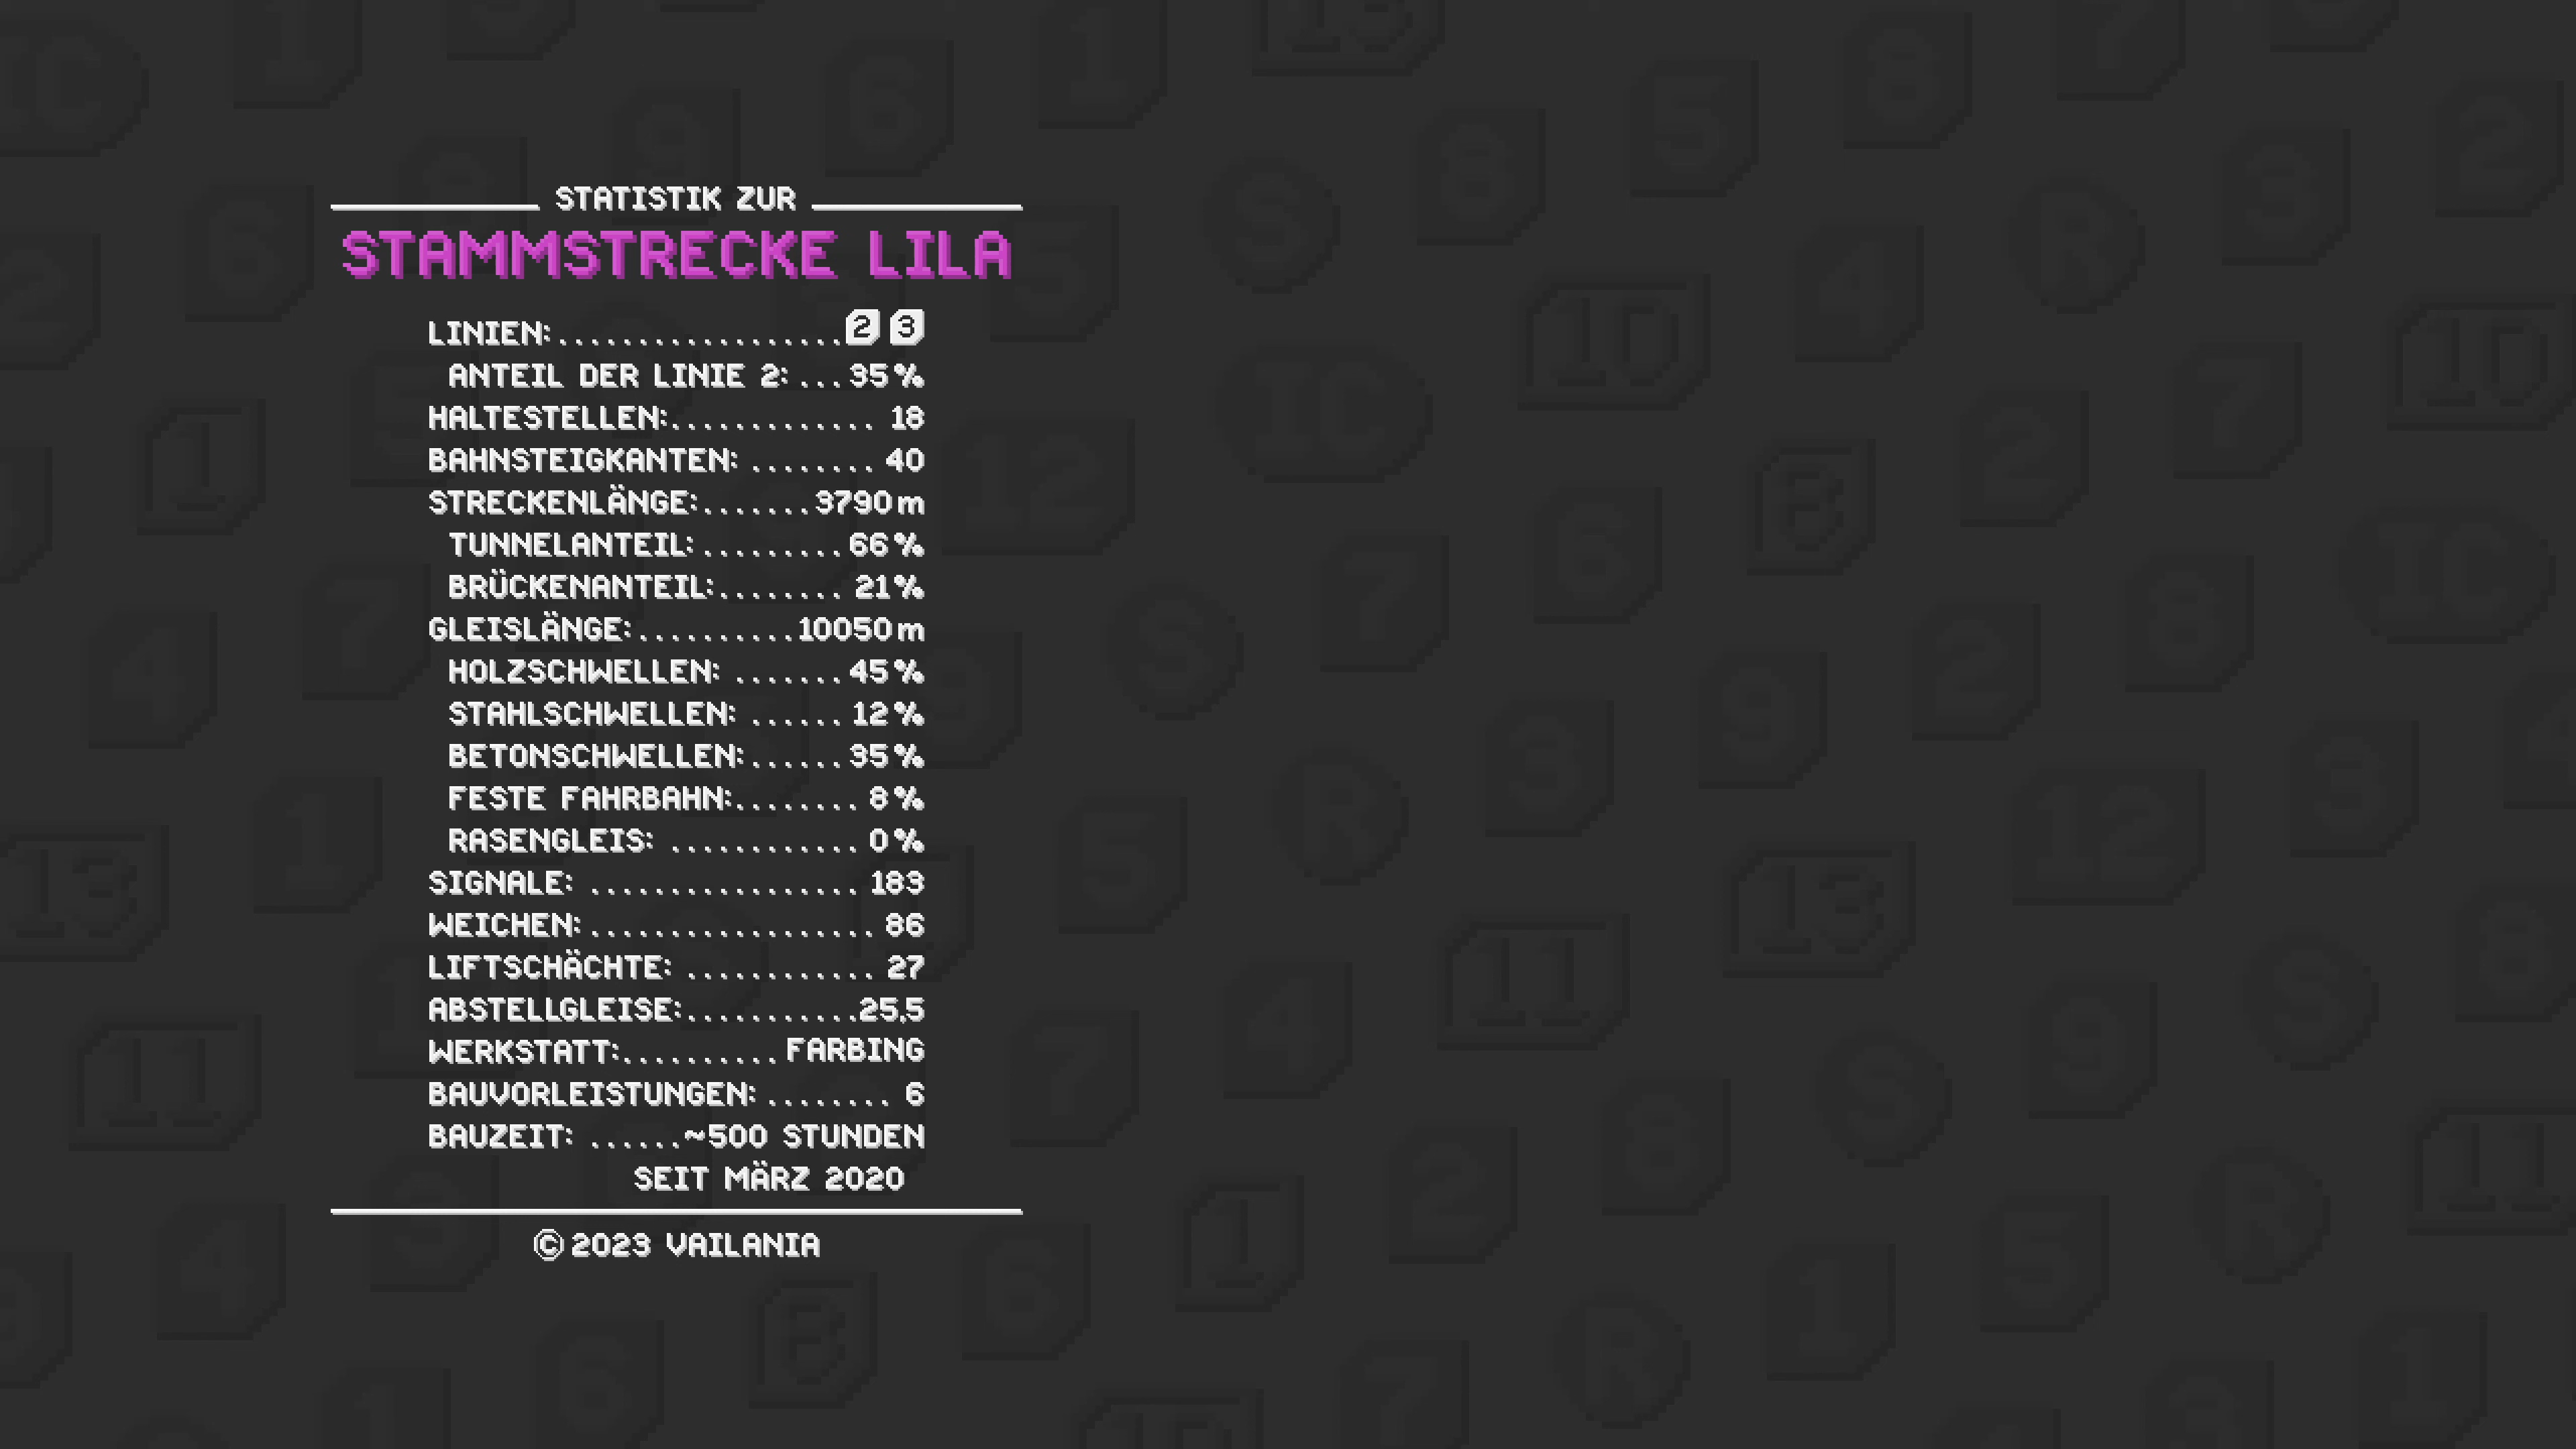 STATISTIK ZUR
STAMMSTRECKE LILA
LINIEN:..................2 3
ANTEIL DER LINIE 2:...35%
HALTESTELLEN:.............18
BAHNSTEIGKANTEN:........40
STRECKENLÄNGE:.......3790m
TUNNELANTEIL:.........66%
BRÜCKENANTEIL:........21%
GLEISLÄNGE:..........10050m
HOLZSCHWELLEN:.......45%
STAHLSCHWELLEN:......12%
BETONSCHWELLEN:......35%
FESTE FAHRBAHN:........8%
RASENGLEIS:............0%
SIGNALE:.................183
WEICHEN:..................86
LIFTSCHÄCHTE:............27
ABSTELLGLEISE:...........25,5
WERKSTATT:..........FARBING
BAUVORLEISTUNGEN:........6
BAUZEIT:......~500 STUNDEN
SEIT MÄRZ 2020
©2023 VAILANIA